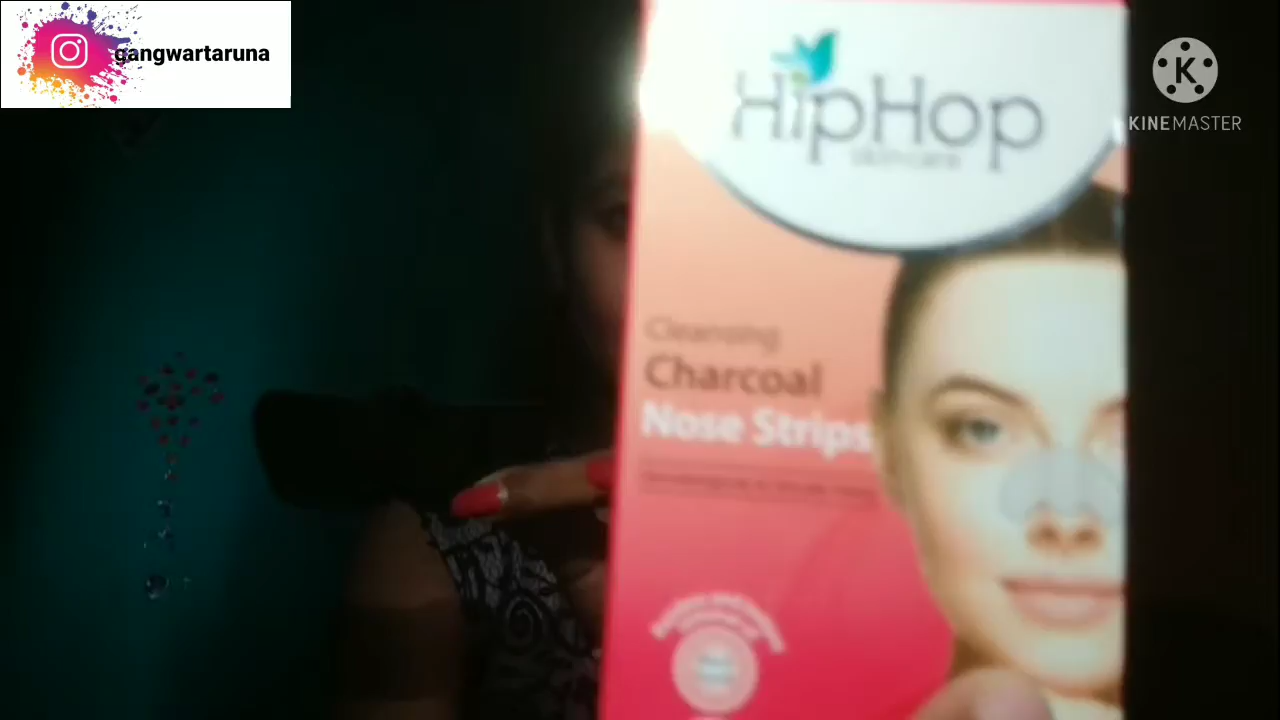 gangwartaruna
K
KINEMASTER
HipHop
skincare
Cleansing
Charcoal
Nose Strips